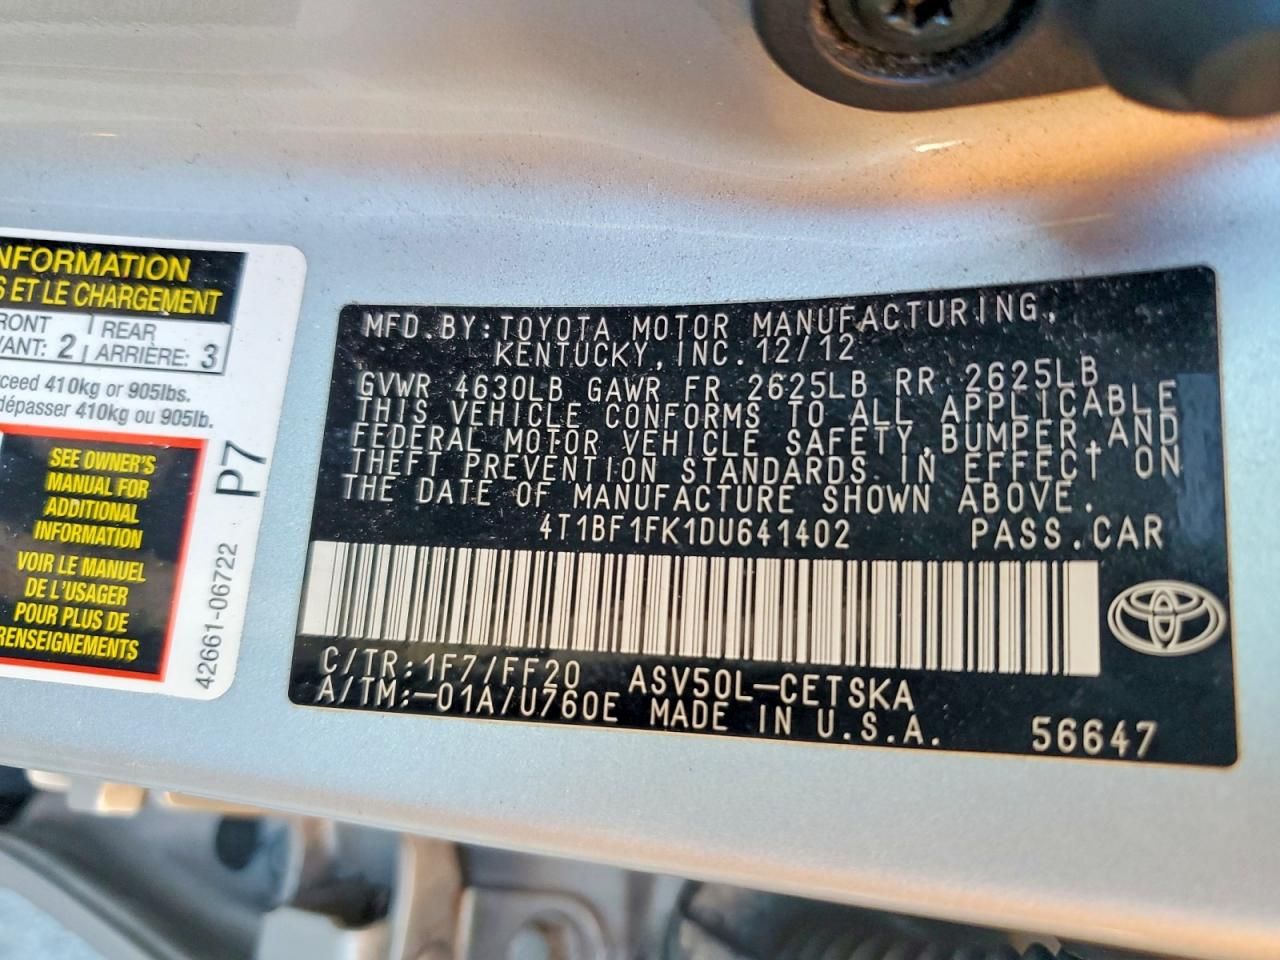 NFORMATION
S ET LE CHARGEMENT
RONT 2 REAR 3
VANT: ARRIÈRE:
ceed 410kg or 905lbs.
dépasser 410kg ou 905lb.
SEE OWNER'S
MANUAL FOR
ADDITIONAL
INFORMATION
VOIR LE MANUEL
DE L'USAGER
POUR PLUS DE
RENSEIGNEMENTS
42661-06722 P7
MFD.BY:TOYOTA MOTOR MANUFACTURING,
KENTUCKY,INC.12/12
GVWR 4630LB GAWR FR 2625LB RR 2625LB
THIS VEHICLE CONFORMS TO ALL APPLICABLE
FEDERAL MOTOR VEHICLE SAFETY,BUMPER,AND
THEFT PREVENTION STANDARDS IN EFFECT ON
THE DATE OF MANUFACTURE SHOWN ABOVE.
4T1BF1FK1DU641402 PASS.CAR
C/TR:1F7/FF20 ASV50L-CETSKA
A/TM:-01A/U760E MADE IN U.S.A. 56647